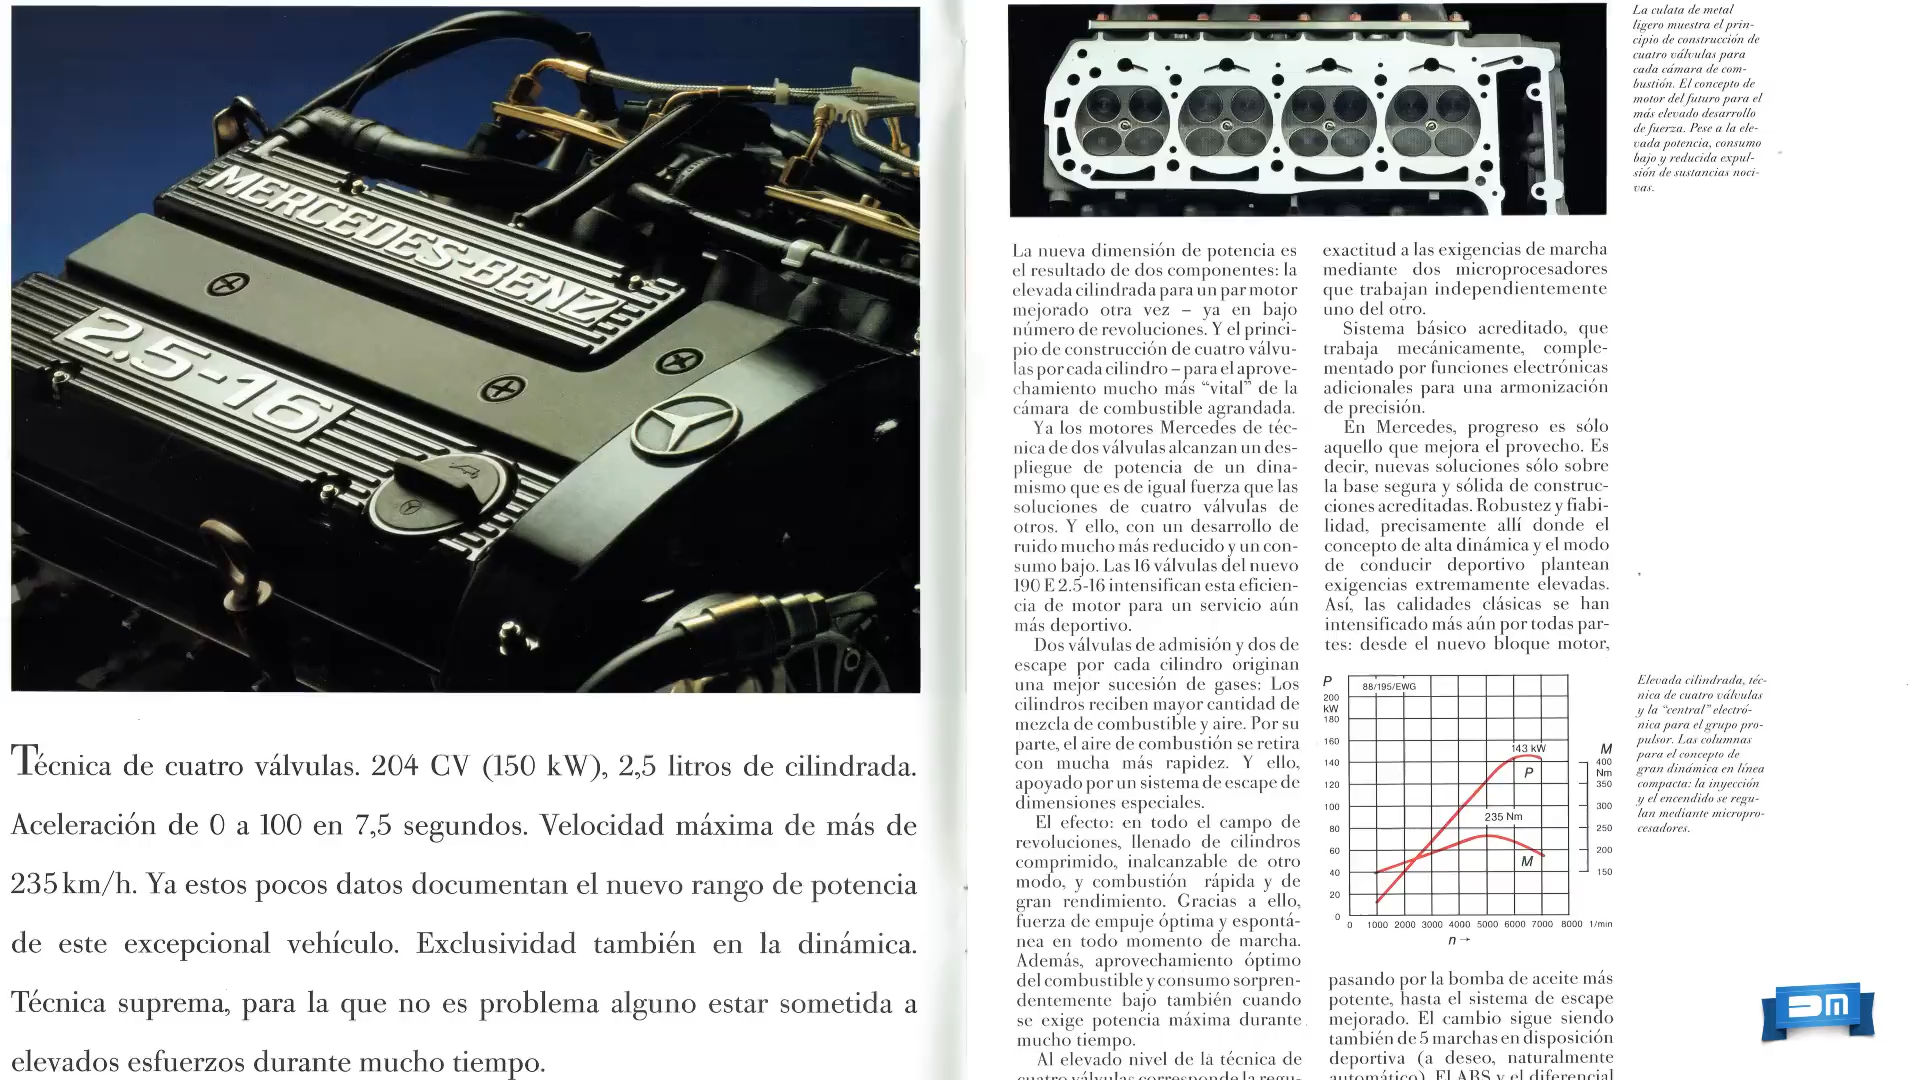 MERCEDES-BENZ
2.5-16
Técnica de cuatro válvulas. 204 CV (150 kW), 2,5 litros de cilindrada.
Aceleración de 0 a 100 en 7,5 segundos. Velocidad máxima de más de
235 km/h. Ya estos pocos datos documentan el nuevo rango de potencia
de este excepcional vehículo. Exclusividad también en la dinámica.
Técnica suprema, para la que no es problema alguno estar sometida a
elevados esfuerzos durante mucho tiempo.
La nueva dimensión de potencia es
el resultado de dos componentes: la
elevada cilindrada para un par motor
mejorado otra vez – ya en bajo
número de revoluciones. Y el princi-
pio de construcción de cuatro válvu-
las por cada cilindro – para el aprove-
chamiento mucho más “vital” de la
cámara de combustible agrandada.
Ya los motores Mercedes de téc-
nica de dos válvulas alcanzan un des-
pliegue de potencia de un dina-
mismo que es de igual fuerza que las
soluciones de cuatro válvulas de
otros. Y ello, con un desarrollo de
ruido mucho más reducido y un con-
sumo bajo. Las 16 válvulas del nuevo
190 E 2.5-16 intensifican esta eficien-
cia de motor para un servicio aún
más deportivo.
Dos válvulas de admisión y dos de
escape por cada cilindro originan
una mejor sucesión de gases: Los
cilindros reciben mayor cantidad de
mezcla de combustible y aire. Por su
parte, el aire de combustión se retira
con mucha más rapidez. Y ello,
apoyado por un sistema de escape de
dimensiones especiales.
El efecto: en todo el campo de
revoluciones, llenado de cilindros
comprimido, inalcanzable de otro
modo, y combustión rápida y de
gran rendimiento. Gracias a ello,
fuerza de empuje óptima y espontá-
nea en todo momento de marcha.
Además, aprovechamiento óptimo
del combustible y consumo sorpren-
dentemente bajo también cuando
se exige potencia máxima durante
mucho tiempo.
Al elevado nivel de la técnica de
cuatro válvulas corresponde la regu-
exactitud a las exigencias de marcha
mediante dos microprocesadores
que trabajan independientemente
uno del otro.
Sistema básico acreditado, que
trabaja mecánicamente, comple-
mentado por funciones electrónicas
adicionales para una armonización
de precisión.
En Mercedes, progreso es sólo
aquello que mejora el provecho. Es
decir, nuevas soluciones sólo sobre
la base segura y sólida de construc-
ciones acreditadas. Robustez y fiabi-
lidad, precisamente allí donde el
concepto de alta dinámica y el modo
de conducir deportivo plantean
exigencias extremamente elevadas.
Así, las calidades clásicas se han
intensificado más aún por todas par-
tes: desde el nuevo bloque motor,
P
88/195/EWG
200
kW
180
160
140
120
100
80
60
40
20
0
143 kW
P
235 Nm
M
M
400
Nm
350
300
250
200
150
0 1000 2000 3000 4000 5000 6000 7000 8000 1/min
n →
pasando por la bomba de aceite más
potente, hasta el sistema de escape
mejorado. El cambio sigue siendo
también de 5 marchas en disposición
deportiva (a deseo, naturalmente
automático). El ABS y el diferencial
La culata de metal
ligero muestra el prin-
cipio de construcción de
cuatro válvulas para
cada cámara de com-
bustión. El concepto de
motor del futuro para el
más elevado desarrollo
de fuerza. Pese a la ele-
vada potencia, consumo
bajo y reducida expul-
sión de sustancias noci-
vas.
Elevada cilindrada, téc-
nica de cuatro válvulas
y la “central” electró-
nica para el grupo pro-
pulsor. Las columnas
para el concepto de
gran dinámica en línea
compacta: la inyección
y el encendido se regu-
lan mediante micropro-
cesadores.